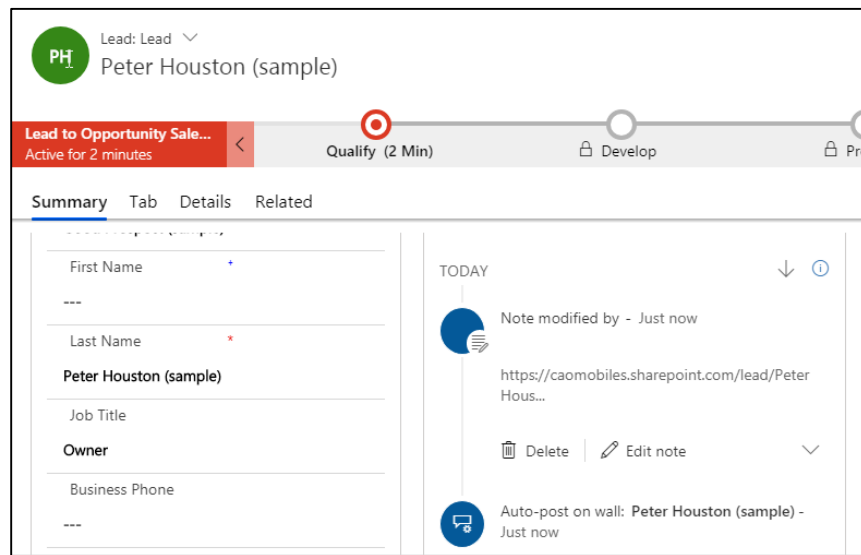 PH
Lead: Lead
Peter Houston (sample)
Lead to Opportunity Sale...
Active for 2 minutes
Qualify (2 Min)
Develop
Pr
Summary Tab Details Related
First Name +
---
Last Name *
Peter Houston (sample)
Job Title
Owner
Business Phone
---
TODAY
Note modified by - Just now
https://caomobiles.sharepoint.com/lead/Peter
Hous...
Delete Edit note
Auto-post on wall: Peter Houston (sample) -
Just now